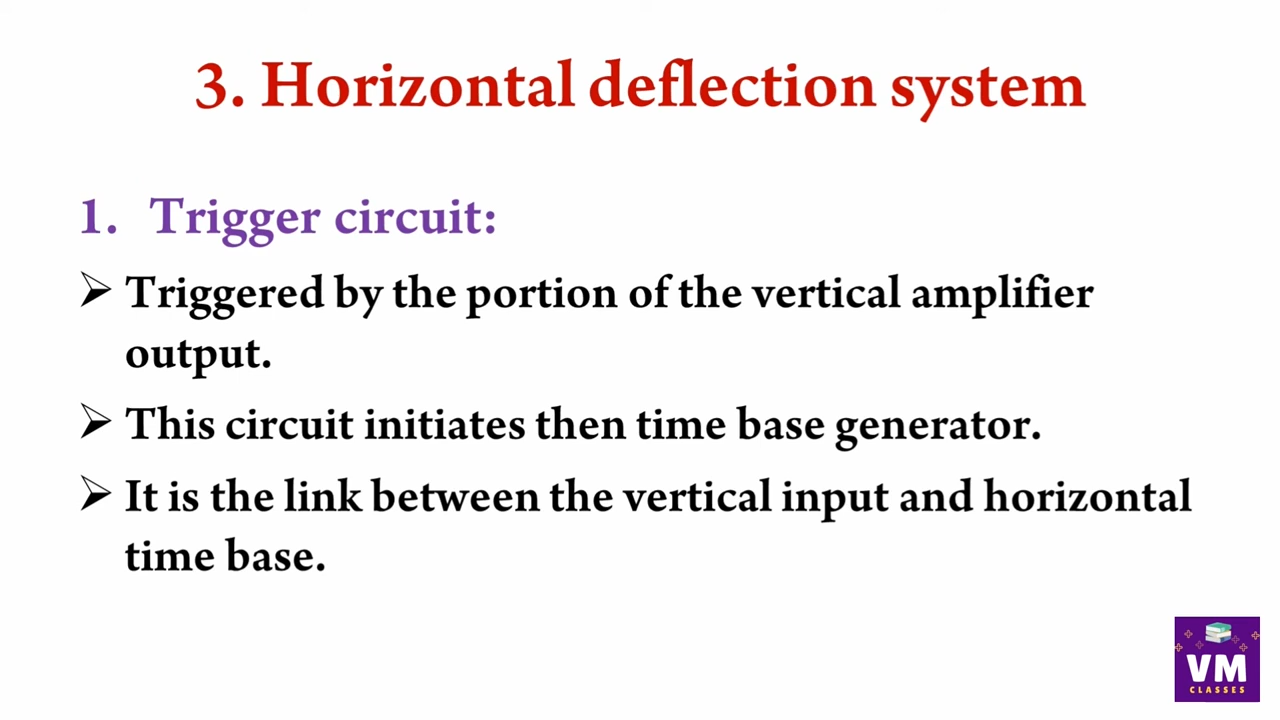 3. Horizontal deflection system
1. Trigger circuit:
➢ Triggered by the portion of the vertical amplifier
output.
➢ This circuit initiates then time base generator.
➢ It is the link between the vertical input and horizontal
time base.
VM
CLASSES